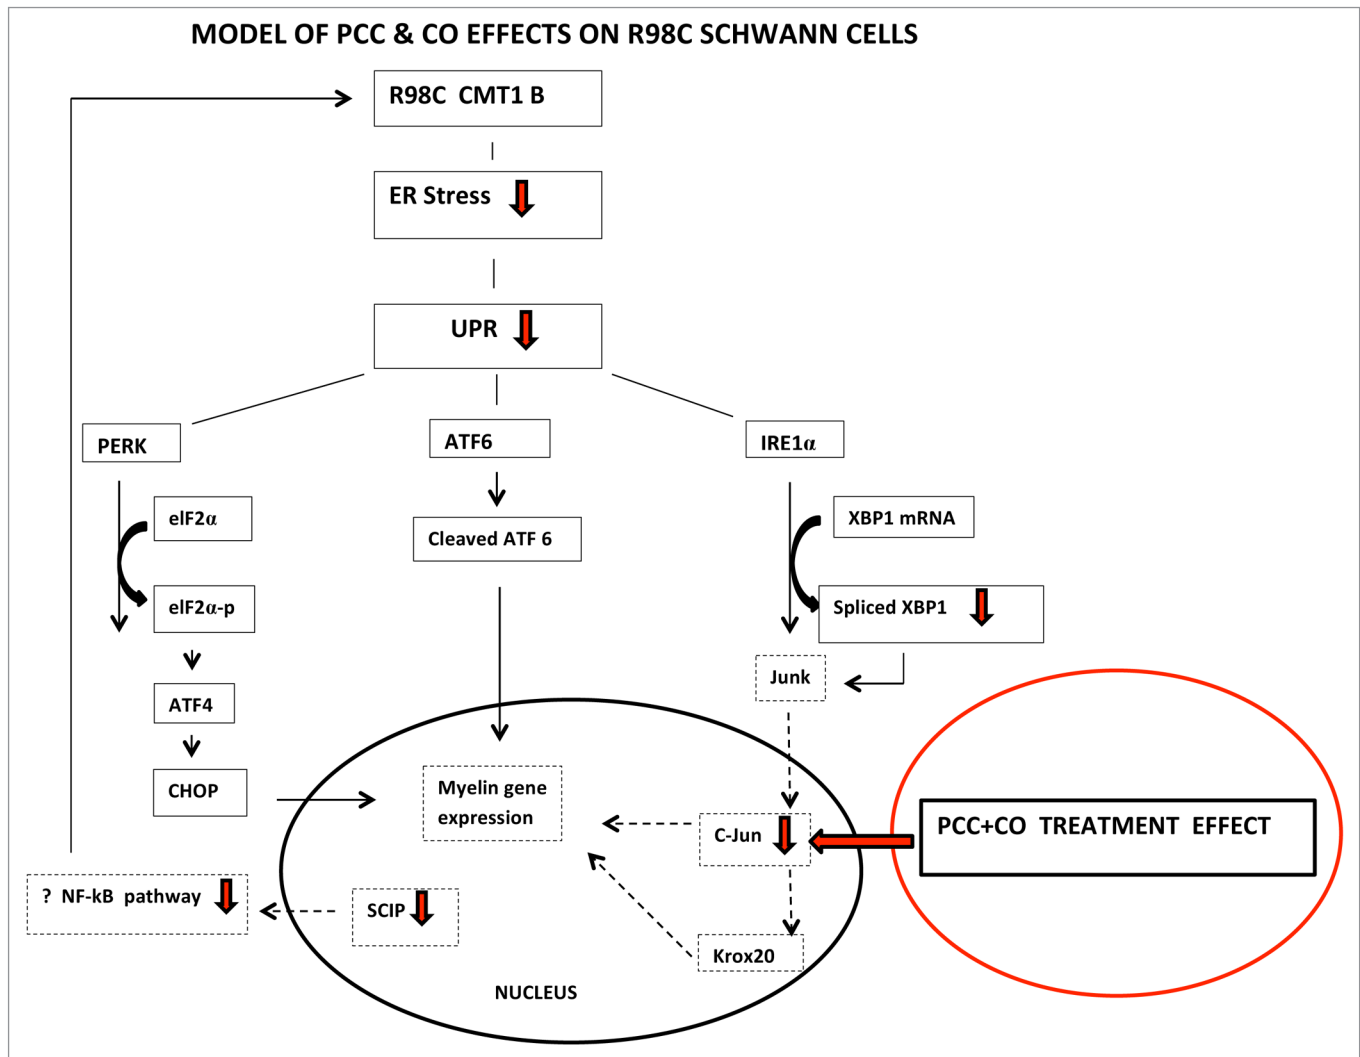 MODEL OF PCC & CO EFFECTS ON R98C SCHWANN CELLS
R98C CMT1 B
ER Stress
UPR
PERK
ATF6
IRE1α
eIF2α
XBP1 mRNA
Cleaved ATF 6
eIF2α-p
Spliced XBP1
Junk
ATF4
CHOP
Myelin gene
expression
C-Jun
PCC+CO TREATMENT EFFECT
? NF-kB pathway
SCIP
Krox20
NUCLEUS